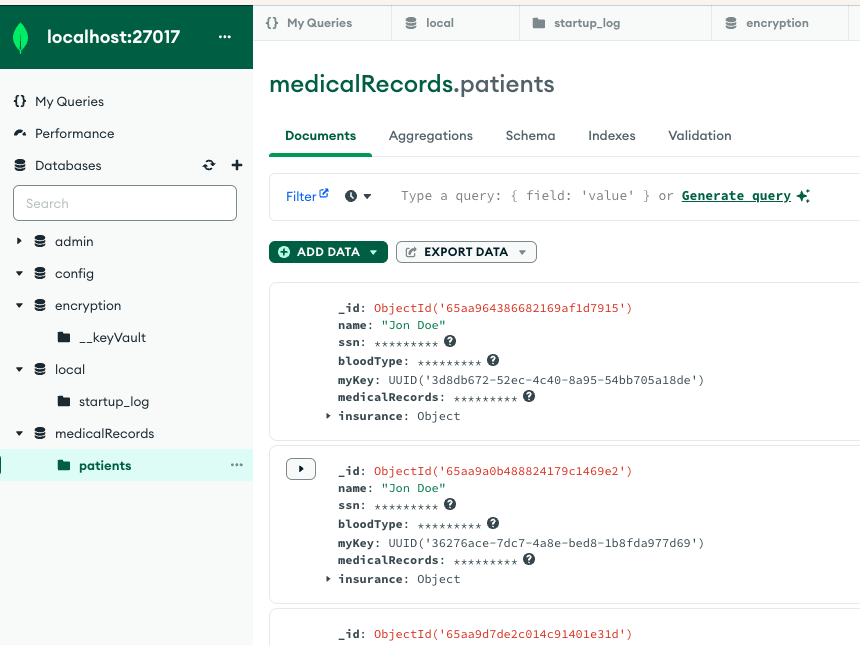 localhost:27017
{} My Queries
Performance
Databases
Search
admin
config
encryption
__keyVault
local
startup_log
medicalRecords
patients
{} My Queries
local
startup_log
encryption
medicalRecords.patients
Documents Aggregations Schema Indexes Validation
Filter Type a query: { field: 'value' } or Generate query
ADD DATA EXPORT DATA
_id: ObjectId('65aa964386682169af1d7915')
name: "Jon Doe"
ssn: *********
bloodType: *********
myKey: UUID('3d8db672-52ec-4c40-8a95-54bb705a18de')
medicalRecords: *********
insurance: Object
_id: ObjectId('65aa9a0b488824179c1469e2')
name: "Jon Doe"
ssn: *********
bloodType: *********
myKey: UUID('36276ace-7dc7-4a8e-bed8-1b8fda977d69')
medicalRecords: *********
insurance: Object
_id: ObjectId('65aa9d7de2c014c91401e31d')